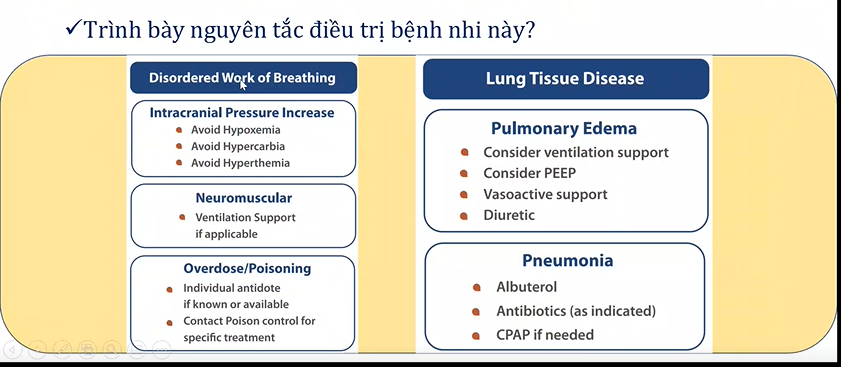 ✓Trình bày nguyên tắc điều trị bệnh nhi này?
Disordered Work of Breathing
Intracranial Pressure Increase
Avoid Hypoxemia
Avoid Hypercarbia
Avoid Hyperthemia
Neuromuscular
Ventilation Support
if applicable
Overdose/Poisoning
Individual antidote
if known or available
Contact Poison control for
specific treatment
Lung Tissue Disease
Pulmonary Edema
Consider ventilation support
Consider PEEP
Vasoactive support
Diuretic
Pneumonia
Albuterol
Antibiotics (as indicated)
CPAP if needed